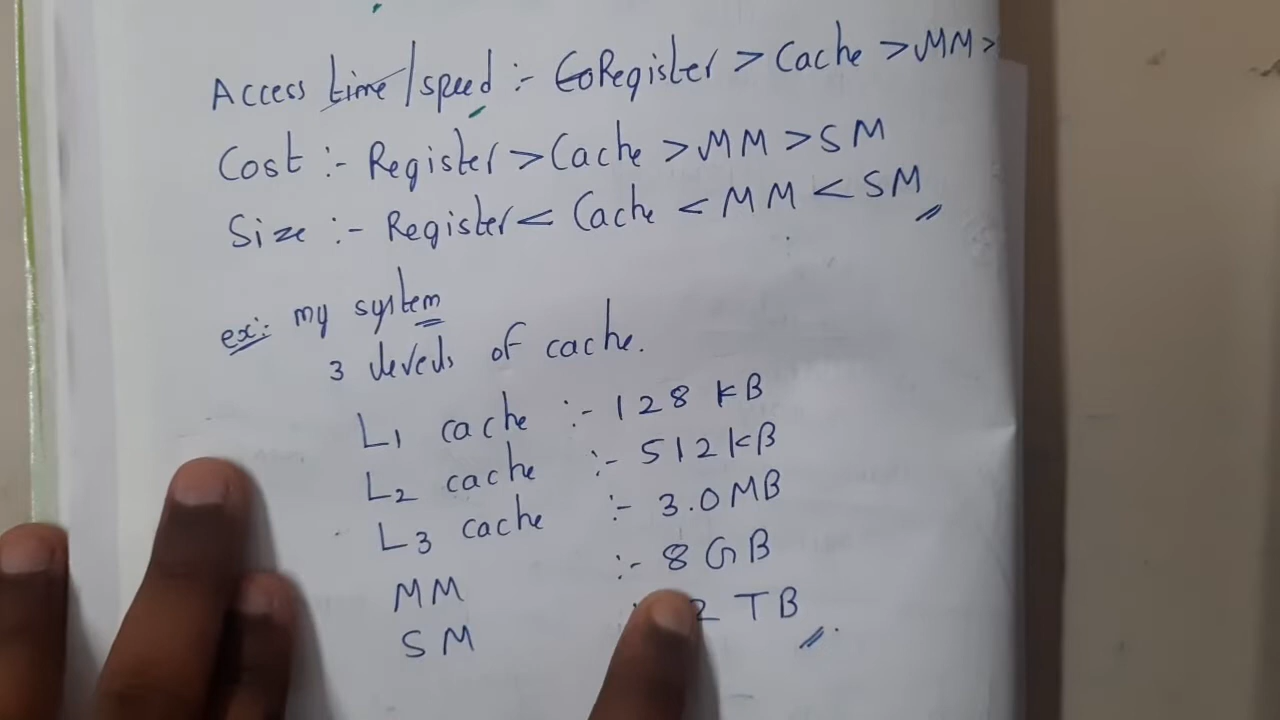 Access time/speed :- Register > Cache > MM >
Cost :- Register > Cache > MM > SM
Size :- Register < Cache < MM < SM
ex:- my system
3 levels of cache.
L1 cache :- 128 KB
L2 cache :- 512 KB
L3 cache :- 3.0 MB
MM :- 8 GB
SM 2 TB